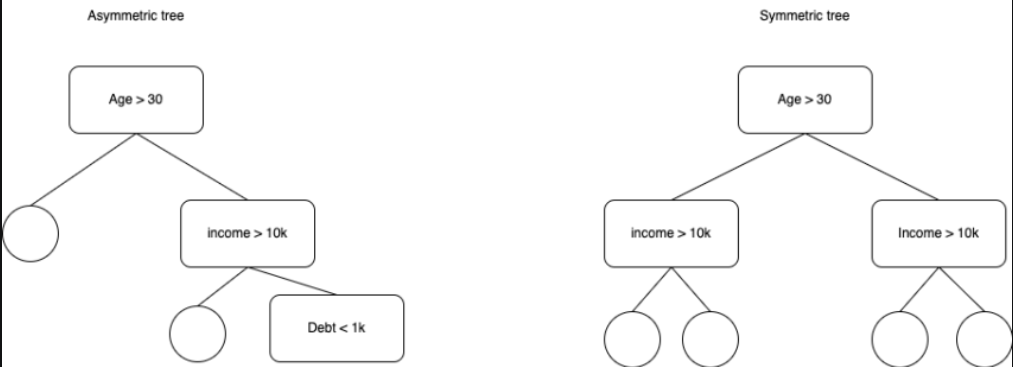 Asymmetric tree
Symmetric tree
Age > 30
Age > 30
income > 10k
income > 10k
Income > 10k
Debt < 1k